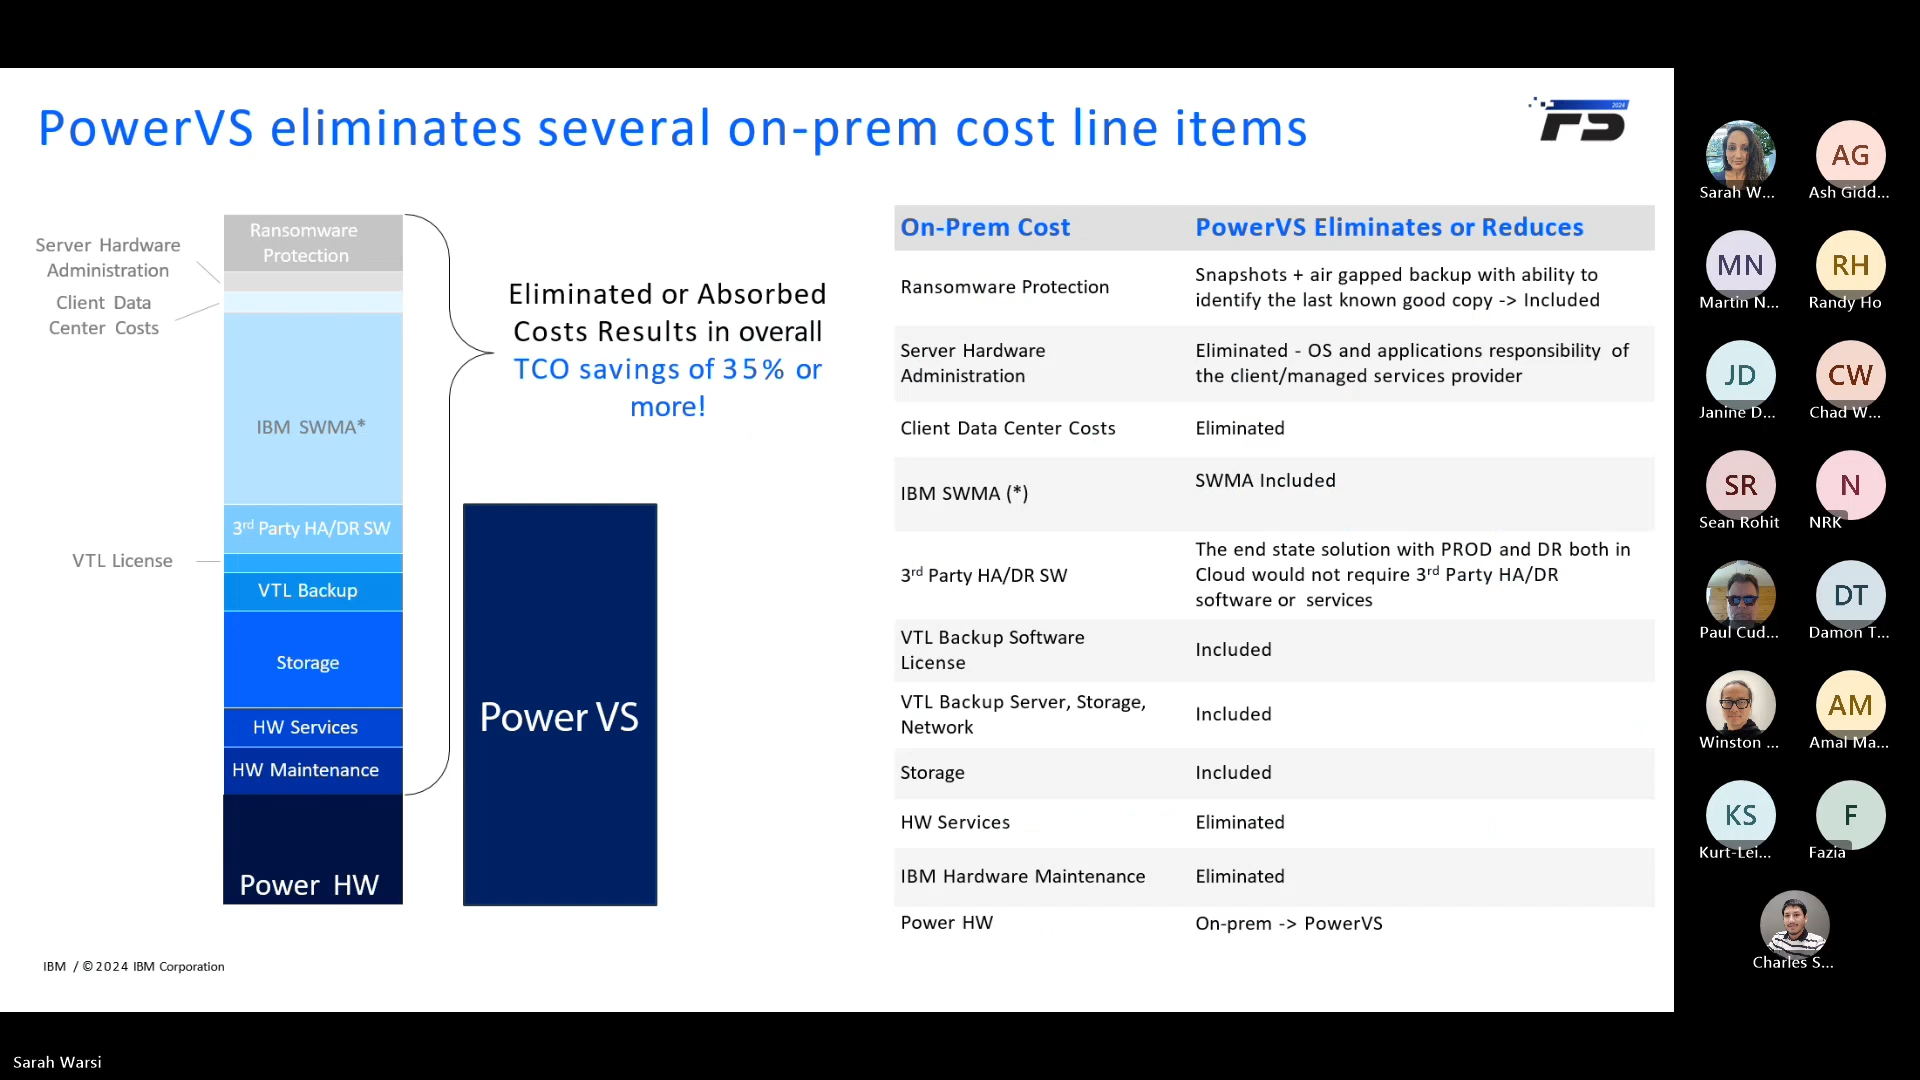 PowerVS eliminates several on-prem cost line items
2024
FS
Server Hardware
Administration
Client Data
Center Costs
VTL License
Ransomware
Protection
IBM SWMA*
3rd Party HA/DR SW
VTL Backup
Storage
HW Services
HW Maintenance
Power HW
Eliminated or Absorbed
Costs Results in overall
TCO savings of 35% or
more!
Power VS
On-Prem Cost PowerVS Eliminates or Reduces
Ransomware Protection
Snapshots + air gapped backup with ability to
identify the last known good copy -> Included
Server Hardware
Administration
Eliminated - OS and applications responsibility of
the client/managed services provider
Client Data Center Costs Eliminated
IBM SWMA (*) SWMA Included
3rd Party HA/DR SW
The end state solution with PROD and DR both in
Cloud would not require 3rd Party HA/DR
software or services
VTL Backup Software
License
Included
VTL Backup Server, Storage,
Network
Included
Storage Included
HW Services Eliminated
IBM Hardware Maintenance Eliminated
Power HW On-prem -> PowerVS
IBM / © 2024 IBM Corporation
Sarah W...
AG
Ash Gidd...
MN
Martin N...
RH
Randy Ho
JD
Janine D...
CW
Chad W...
SR
Sean Rohit
N
NRK
Paul Cud...
DT
Damon T...
Winston ...
AM
Amal Ma...
KS
Kurt-Lei...
F
Fazia
Charles S...
Sarah Warsi